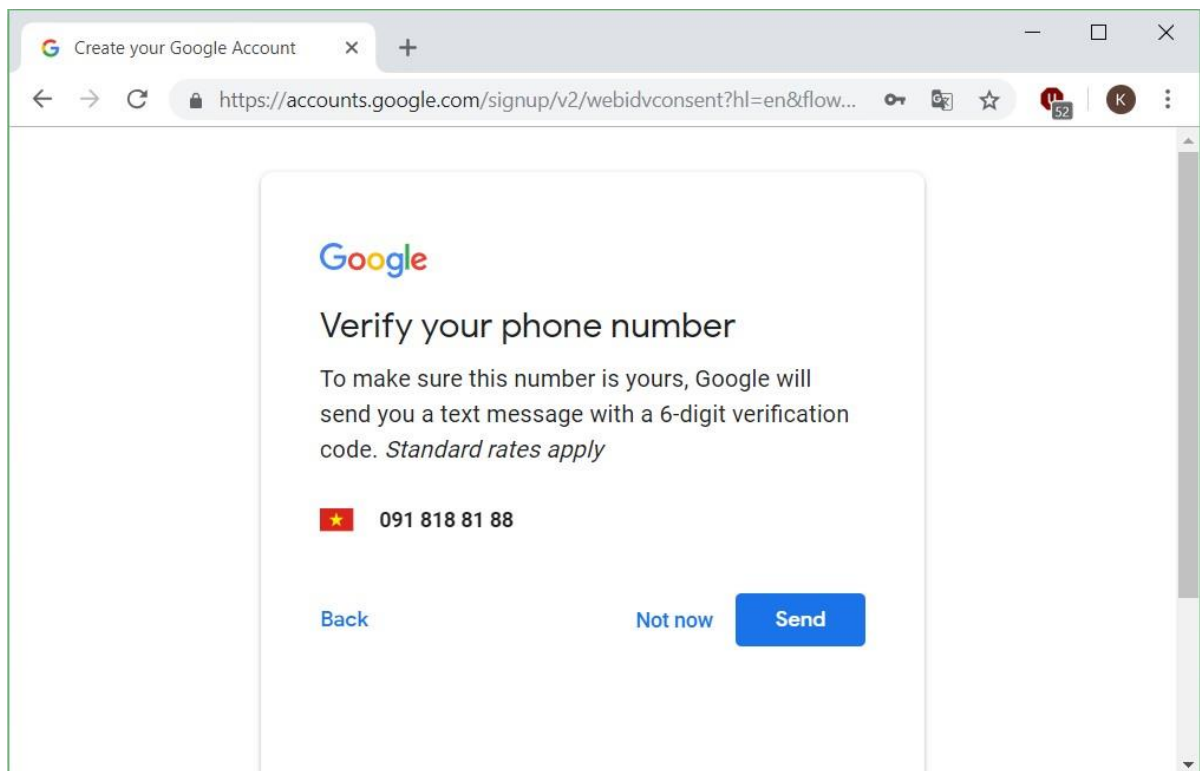 Create your Google Account
https://accounts.google.com/signup/v2/webidvconsent?hl=en&flow...
52
K
Google
Verify your phone number
To make sure this number is yours, Google will
send you a text message with a 6-digit verification
code. Standard rates apply
091 818 81 88
Back
Not now
Send